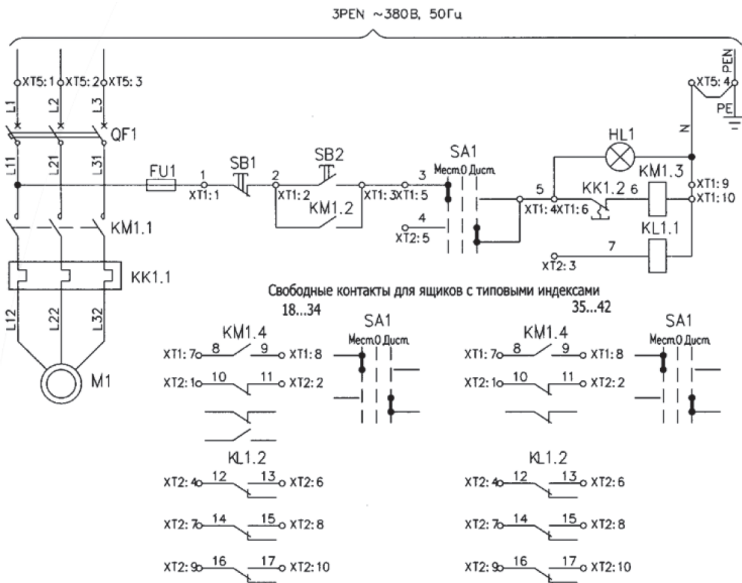 3PEN ~380В, 50Гц
XT5: 1 XT5: 2 XT5: 3 XT5: 4 PEN
L1 L2 L3 PE
QF1 N HL1
L11 L21 L31
FU1 1 SB1 2 SB2 3 SA1 5 KK1.2 6 KM1.3
Мест. О Дист.
XT1: 1 XT1: 2 XT1: 3 XT1: 5 XT1: 4 XT1: 6 XT1: 9
XT1: 10
KM1.2
KM1.1 4 KL1.1
XT2: 5 7
XT2: 3
KK1.1
Свободные контакты для ящиков с типовыми индексами
18...34 35...42
L12 L22 L32
M1
KM1.4 SA1 KM1.4 SA1
Мест. О Дист. Мест. О Дист.
XT1: 7 8 9 XT1: 8 XT1: 7 8 9 XT1: 8
XT2: 1 10 11 XT2: 2 XT2: 1 10 11 XT2: 2
KL1.2 KL1.2
XT2: 4 12 13 XT2: 6 XT2: 4 12 13 XT2: 6
XT2: 7 14 15 XT2: 8 XT2: 7 14 15 XT2: 8
XT2: 9 16 17 XT2: 10 XT2: 9 16 17 XT2: 10